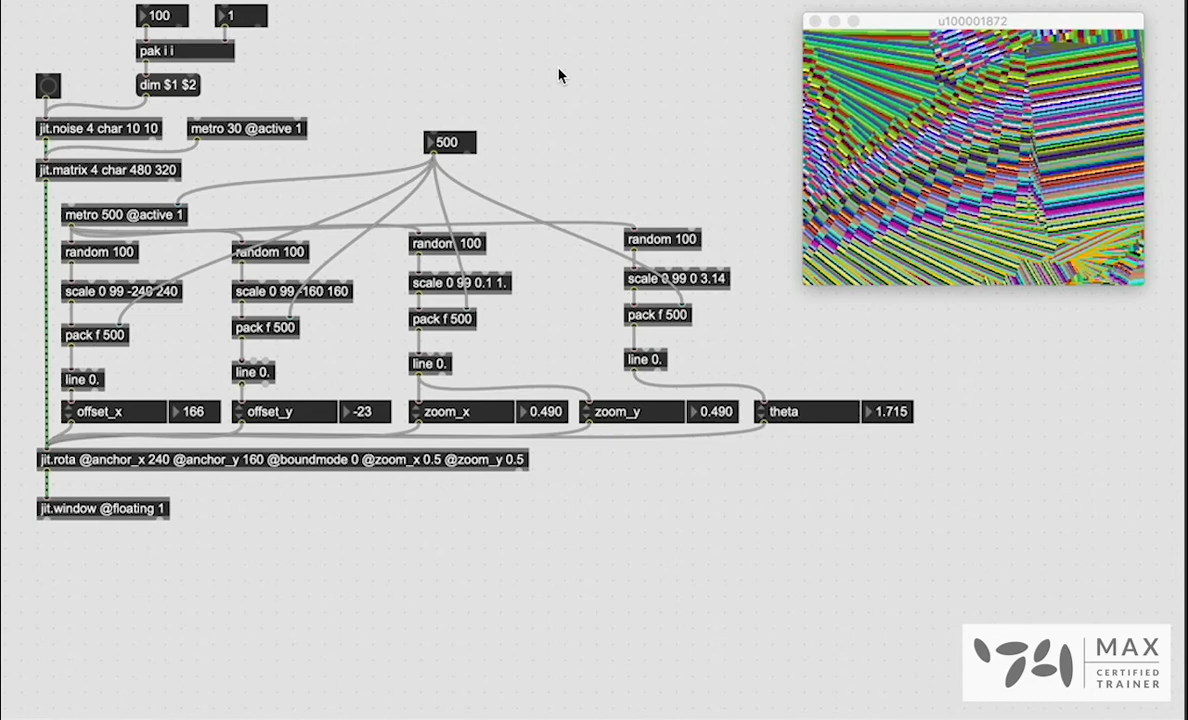 100
1
u100001872
pak i i
dim $1 $2
jit.noise 4 char 10 10
metro 30 @active 1
500
jit.matrix 4 char 480 320
metro 500 @active 1
random 100
random 100
random 100
random 100
scale 0 99 -240 240
scale 0 99 -160 160
scale 0 99 0.1 1.
scale 0 99 0 3.14
pack f 500
pack f 500
pack f 500
pack f 500
line 0.
line 0.
line 0.
line 0.
offset_x
166
offset_y
-23
zoom_x
0.490
zoom_y
0.490
theta
1.715
jit.rota @anchor_x 240 @anchor_y 160 @boundmode 0 @zoom_x 0.5 @zoom_y 0.5
jit.window @floating 1
MAX
CERTIFIED
TRAINER